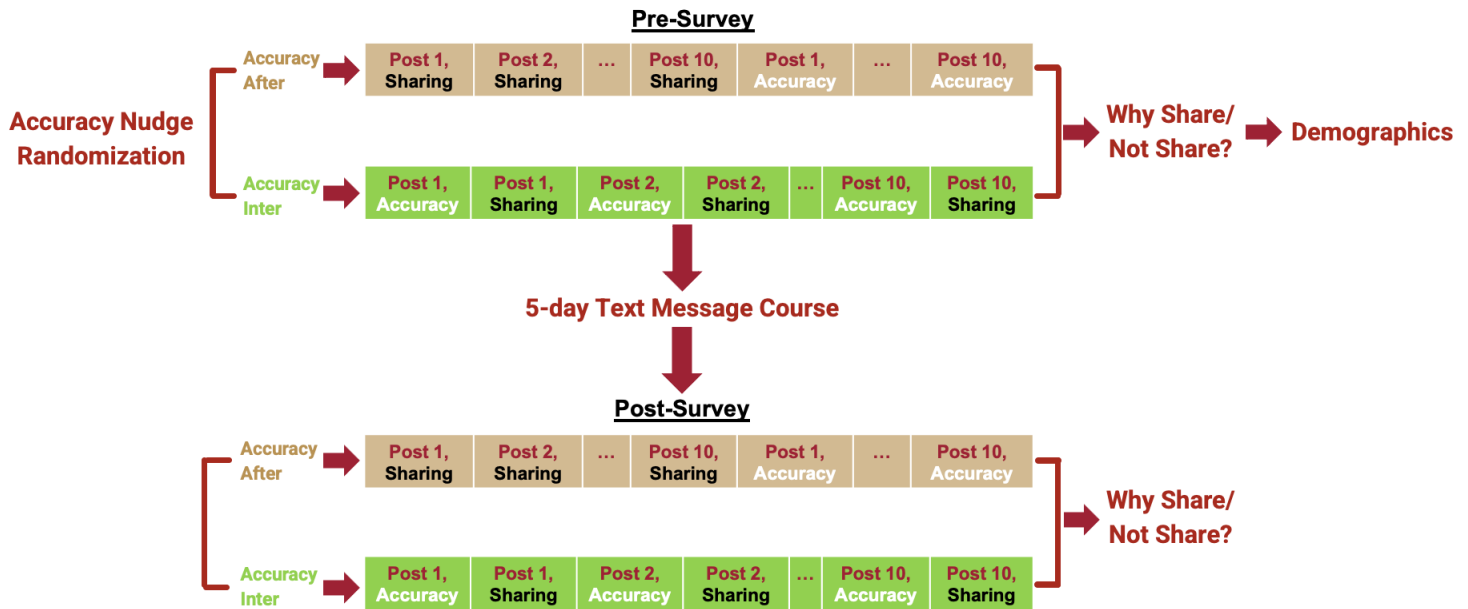 Pre-Survey
Accuracy
After
Post 1,
Sharing
Post 2,
Sharing
...
Post 10,
Sharing
Post 1,
Accuracy
...
Post 10,
Accuracy
Accuracy Nudge
Randomization
Why Share/
Not Share?
Demographics
Accuracy
Inter
Post 1,
Accuracy
Post 1,
Sharing
Post 2,
Accuracy
Post 2,
Sharing
...
Post 10,
Accuracy
Post 10,
Sharing
5-day Text Message Course
Post-Survey
Accuracy
After
Post 1,
Sharing
Post 2,
Sharing
...
Post 10,
Sharing
Post 1,
Accuracy
...
Post 10,
Accuracy
Why Share/
Not Share?
Accuracy
Inter
Post 1,
Accuracy
Post 1,
Sharing
Post 2,
Accuracy
Post 2,
Sharing
...
Post 10,
Accuracy
Post 10,
Sharing